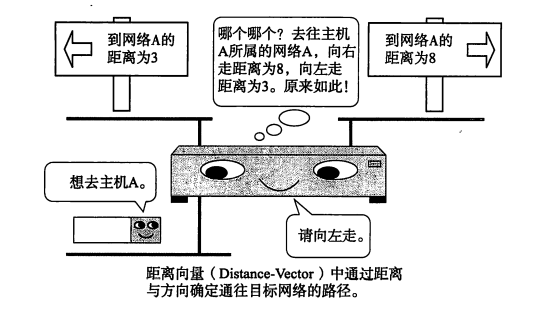 到网络A的
距离为3
哪个哪个？去往主机
A所属的网络A，向右
走距离为8，向左走
距离为3。原来如此！
到网络A的
距离为8
想去主机A。
请向左走。
距离向量（Distance-Vector）中通过距离
与方向确定通往目标网络的路径。